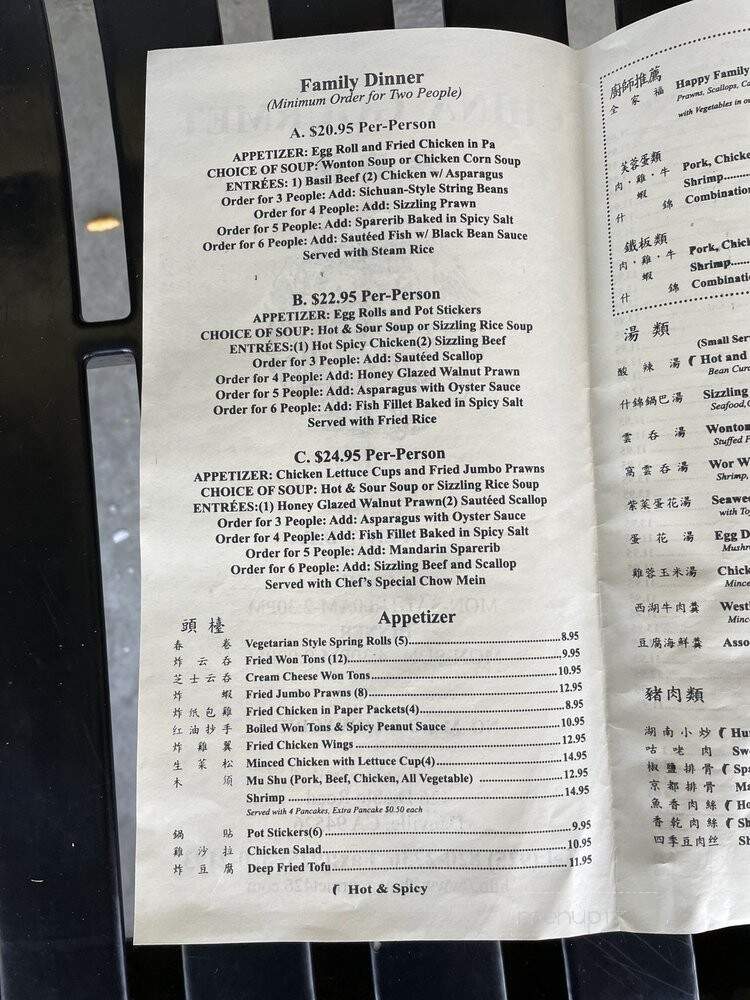 Family Dinner
(Minimum Order for Two People)
A. $20.95 Per-Person
APPETIZER: Egg Roll and Fried Chicken in Pa
CHOICE OF SOUP: Wonton Soup or Chicken Corn Soup
ENTRÉES: 1) Basil Beef (2) Chicken w/ Asparagus
Order for 3 People: Add: Sichuan-Style String Beans
Order for 4 People: Add: Sizzling Prawn
Order for 5 People: Add: Sparerib Baked in Spicy Salt
Order for 6 People: Add: Sautéed Fish w/ Black Bean Sauce
Served with Steam Rice
B. $22.95 Per-Person
APPETIZER: Egg Rolls and Pot Stickers
CHOICE OF SOUP: Hot & Sour Soup or Sizzling Rice Soup
ENTRÉES:(1) Hot Spicy Chicken(2) Sizzling Beef
Order for 3 People: Add: Sautéed Scallop
Order for 4 People: Add: Honey Glazed Walnut Prawn
Order for 5 People: Add: Asparagus with Oyster Sauce
Order for 6 People: Add: Fish Fillet Baked in Spicy Salt
Served with Fried Rice
C. $24.95 Per-Person
APPETIZER: Chicken Lettuce Cups and Fried Jumbo Prawns
CHOICE OF SOUP: Hot & Sour Soup or Sizzling Rice Soup
ENTRÉES:(1) Honey Glazed Walnut Prawn(2) Sautéed Scallop
Order for 3 People: Add: Asparagus with Oyster Sauce
Order for 4 People: Add: Fish Fillet Baked in Spicy Salt
Order for 5 People: Add: Mandarin Sparerib
Order for 6 People: Add: Sizzling Beef and Scallop
Served with Chef's Special Chow Mein
頭檯 Appetizer
春卷 Vegetarian Style Spring Rolls (5) 8.95
炸云吞 Fried Won Tons (12) 9.95
芝士云吞 Cream Cheese Won Tons 10.95
炸蝦 Fried Jumbo Prawns (8) 12.95
炸纸包雞 Fried Chicken in Paper Packets(4) 8.95
红油抄手 Boiled Won Tons & Spicy Peanut Sauce 10.95
炸雞翼 Fried Chicken Wings 12.95
生菜松 Minced Chicken with Lettuce Cup(4) 14.95
木須 Mu Shu (Pork, Beef, Chicken, All Vegetable) 12.95
Shrimp 14.95
Served with 4 Pancakes, Extra Pancake $0.50 each
鍋貼 Pot Stickers(6) 9.95
雞沙拉 Chicken Salad 10.95
炸豆腐 Deep Fried Tofu 11.95
Hot & Spicy
廚師推薦
全家福 Happy Family
Prawns, Scallops, Ca
with Vegetables in
芙蓉蛋類
肉·雞·牛 Pork, Chicke
蝦 Shrimp
什錦 Combination
鐵板類
肉·雞·牛 Pork, Chick
蝦 Shrimp
什錦 Combinati
湯類
(Small Ser
酸辣湯 Hot and
Bean Cura
什錦鍋巴湯 Sizzling
Seafood,
雲吞湯 Wonton
Stuffed P
窩雲吞湯 Wor W
Shrimp,
紫菜蛋花湯 Seawee
with To
蛋花湯 Egg D
Mushr
雞蓉玉米湯 Chick
Mince
西湖牛肉羹 West
Minc
豆腐海鮮羹 Asso
豬肉類
湖南小炒 Hu
咕咾肉 Sw
椒鹽排骨 Spa
京都排骨 Ma
魚香肉絲 Ho
香乾肉絲 Sh
四季豆肉丝 Sh